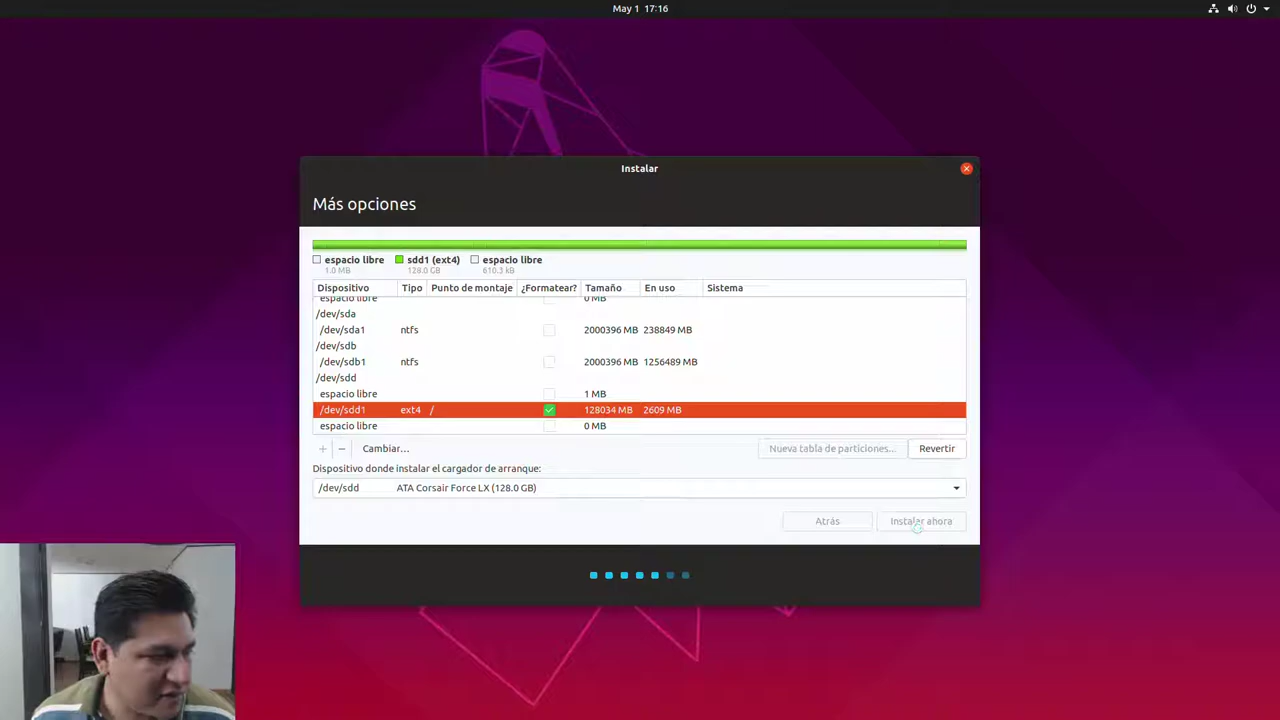 May 1 17:16
Instalar
Más opciones
espacio libre sdd1 (ext4) espacio libre
1.0 MB 128.0 GB 610.3 kB
Dispositivo Tipo Punto de montaje ¿Formatear? Tamaño En uso Sistema
espacio libre 0 MB
/dev/sda
/dev/sda1 ntfs 2000396 MB 238849 MB
/dev/sdb
/dev/sdb1 ntfs 2000396 MB 1256489 MB
/dev/sdd
espacio libre 1 MB
/dev/sdd1 ext4 / 128034 MB 2609 MB
espacio libre 0 MB
+ − Cambiar... Nueva tabla de particiones... Revertir
Dispositivo donde instalar el cargador de arranque:
/dev/sdd ATA Corsair Force LX (128.0 GB)
Atrás Instalar ahora